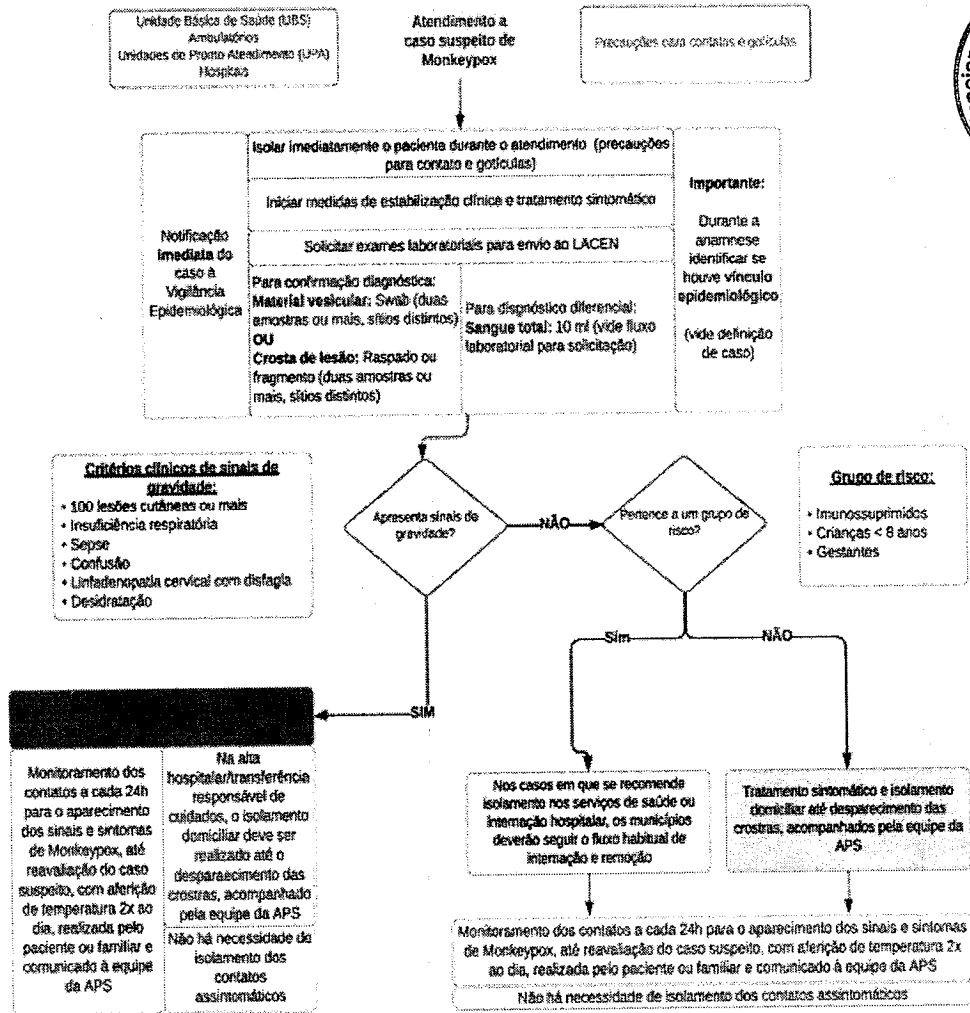 Unidade Básica de Saúde (UBS)
Ambulatórios
Unidades de Pronto Atendimento (UPA)
Hospitais
Atendimento a
caso suspeito de
Monkeypox
Precauções para contatos e gotículas
Notificação
imediata do
caso à
Vigilância
Epidemiológica
Isolar imediatamente o paciente durante o atendimento (precauções
para contato e gotículas)
Iniciar medidas de estabilização clínica e tratamento sintomático
Solicitar exames laboratoriais para envio ao LACEN
Para confirmação diagnóstica:
Material vesicular: Swab (duas
amostras ou mais, sítios distintos)
OU
Crosta de lesão: Raspado ou
fragmento (duas amostras ou
mais, sítios distintos)
Para disgnóstico diferencial:
Sangue total: 10 ml (vide fluxo
laboratorial para solicitação)
Importante:
Durante a
anamnese
identificar se
houve vínculo
epidemiológico
(vide definição
de caso)
Critérios clínicos de sinais de
gravidade:
• 100 lesões cutâneas ou mais
• Insuficiência respiratória
• Sepse
• Confusão
• Linfadenopatia cervical com disfagia
• Desidratação
Apresenta sinais de
gravidade?
NÃO
Pertence a um grupo de
risco?
Grupo de risco:
• Imunossuprimidos
• Crianças < 8 anos
• Gestantes
Sim
NÃO
SIM
Monitoramento dos
contatos a cada 24h
para o aparecimento
dos sinais e sintomas
de Monkeypox, até
reavaliação do caso
suspeito, com aferição
de temperatura 2x ao
dia, realizada pelo
paciente ou familiar e
comunicado à equipe
da APS
Na alta
hospitalar/transferência
responsável de
cuidados, o isolamento
domiciliar deve ser
realizado até o
desparaecimento das
crostras, acompanhado
pela equipe da APS
Não há necessidade de
isolamento dos
contatos
assintomáticos
Nos casos em que se recomende
isolamento nos serviços de saúde ou
internação hospitalar, os municípios
deverão seguir o fluxo habitual de
internação e remoção
Tratamento sintomático e isolamento
domiciliar até desparecimento das
crostras, acompanhados pela equipe da
APS
Monitoramento dos contatos a cada 24h para o aparecimento dos sinais e sintomas
de Monkeypox, até reavaliação do caso suspeito, com aferição de temperatura 2x
ao dia, realizada pelo paciente ou familiar e comunicado à equipe da APS
Não há necessidade de isolamento dos contatos assintomáticos